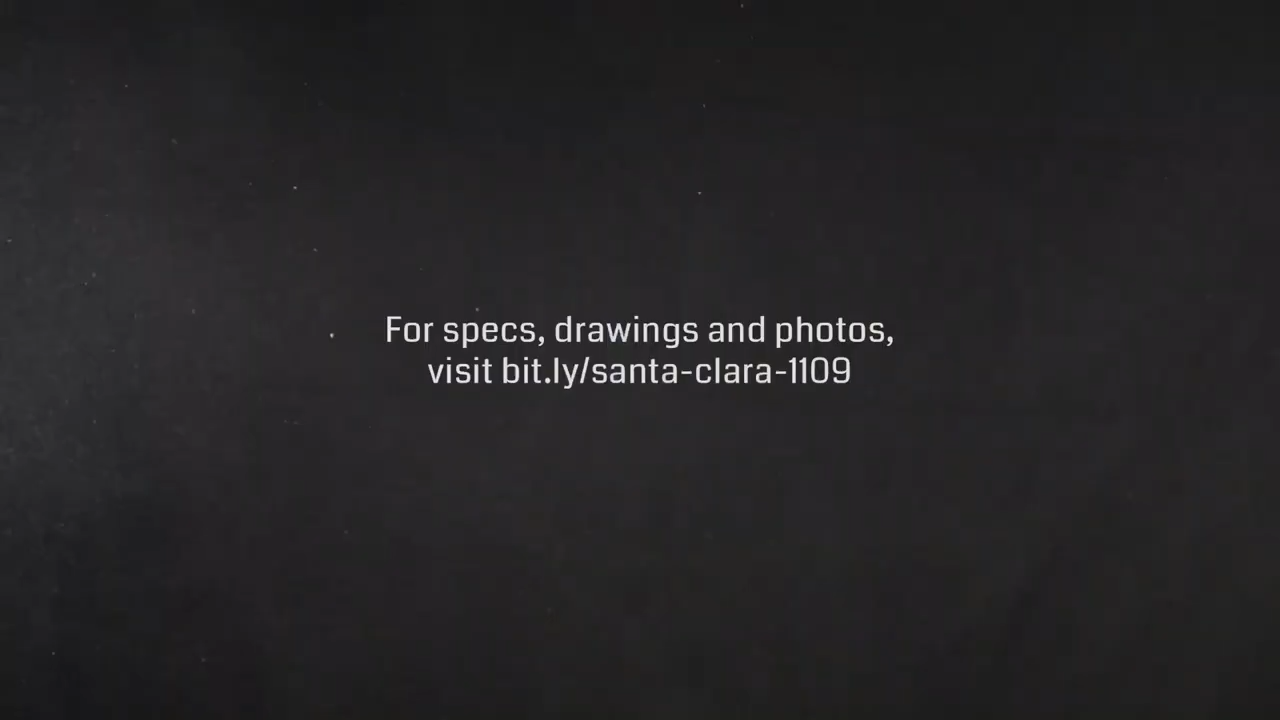 For specs, drawings and photos,
visit bit.ly/santa-clara-1109